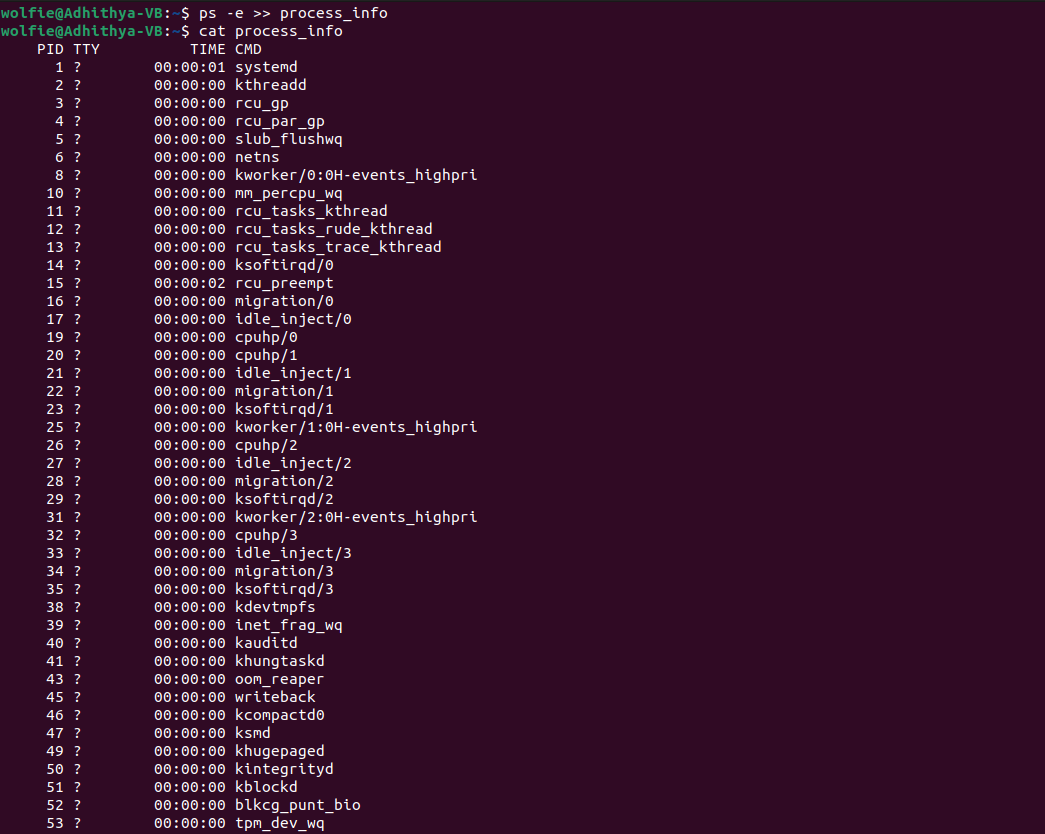 wolfie@Adhithya-VB:~$ ps -e >> process_info
wolfie@Adhithya-VB:~$ cat process_info
    PID TTY          TIME CMD
      1 ?        00:00:01 systemd
      2 ?        00:00:00 kthreadd
      3 ?        00:00:00 rcu_gp
      4 ?        00:00:00 rcu_par_gp
      5 ?        00:00:00 slub_flushwq
      6 ?        00:00:00 netns
      8 ?        00:00:00 kworker/0:0H-events_highpri
     10 ?        00:00:00 mm_percpu_wq
     11 ?        00:00:00 rcu_tasks_kthread
     12 ?        00:00:00 rcu_tasks_rude_kthread
     13 ?        00:00:00 rcu_tasks_trace_kthread
     14 ?        00:00:00 ksoftirqd/0
     15 ?        00:00:02 rcu_preempt
     16 ?        00:00:00 migration/0
     17 ?        00:00:00 idle_inject/0
     19 ?        00:00:00 cpuhp/0
     20 ?        00:00:00 cpuhp/1
     21 ?        00:00:00 idle_inject/1
     22 ?        00:00:00 migration/1
     23 ?        00:00:00 ksoftirqd/1
     25 ?        00:00:00 kworker/1:0H-events_highpri
     26 ?        00:00:00 cpuhp/2
     27 ?        00:00:00 idle_inject/2
     28 ?        00:00:00 migration/2
     29 ?        00:00:00 ksoftirqd/2
     31 ?        00:00:00 kworker/2:0H-events_highpri
     32 ?        00:00:00 cpuhp/3
     33 ?        00:00:00 idle_inject/3
     34 ?        00:00:00 migration/3
     35 ?        00:00:00 ksoftirqd/3
     38 ?        00:00:00 kdevtmpfs
     39 ?        00:00:00 inet_frag_wq
     40 ?        00:00:00 kauditd
     41 ?        00:00:00 khungtaskd
     43 ?        00:00:00 oom_reaper
     45 ?        00:00:00 writeback
     46 ?        00:00:00 kcompactd0
     47 ?        00:00:00 ksmd
     49 ?        00:00:00 khugepaged
     50 ?        00:00:00 kintegrityd
     51 ?        00:00:00 kblockd
     52 ?        00:00:00 blkcg_punt_bio
     53 ?        00:00:00 tpm_dev_wq